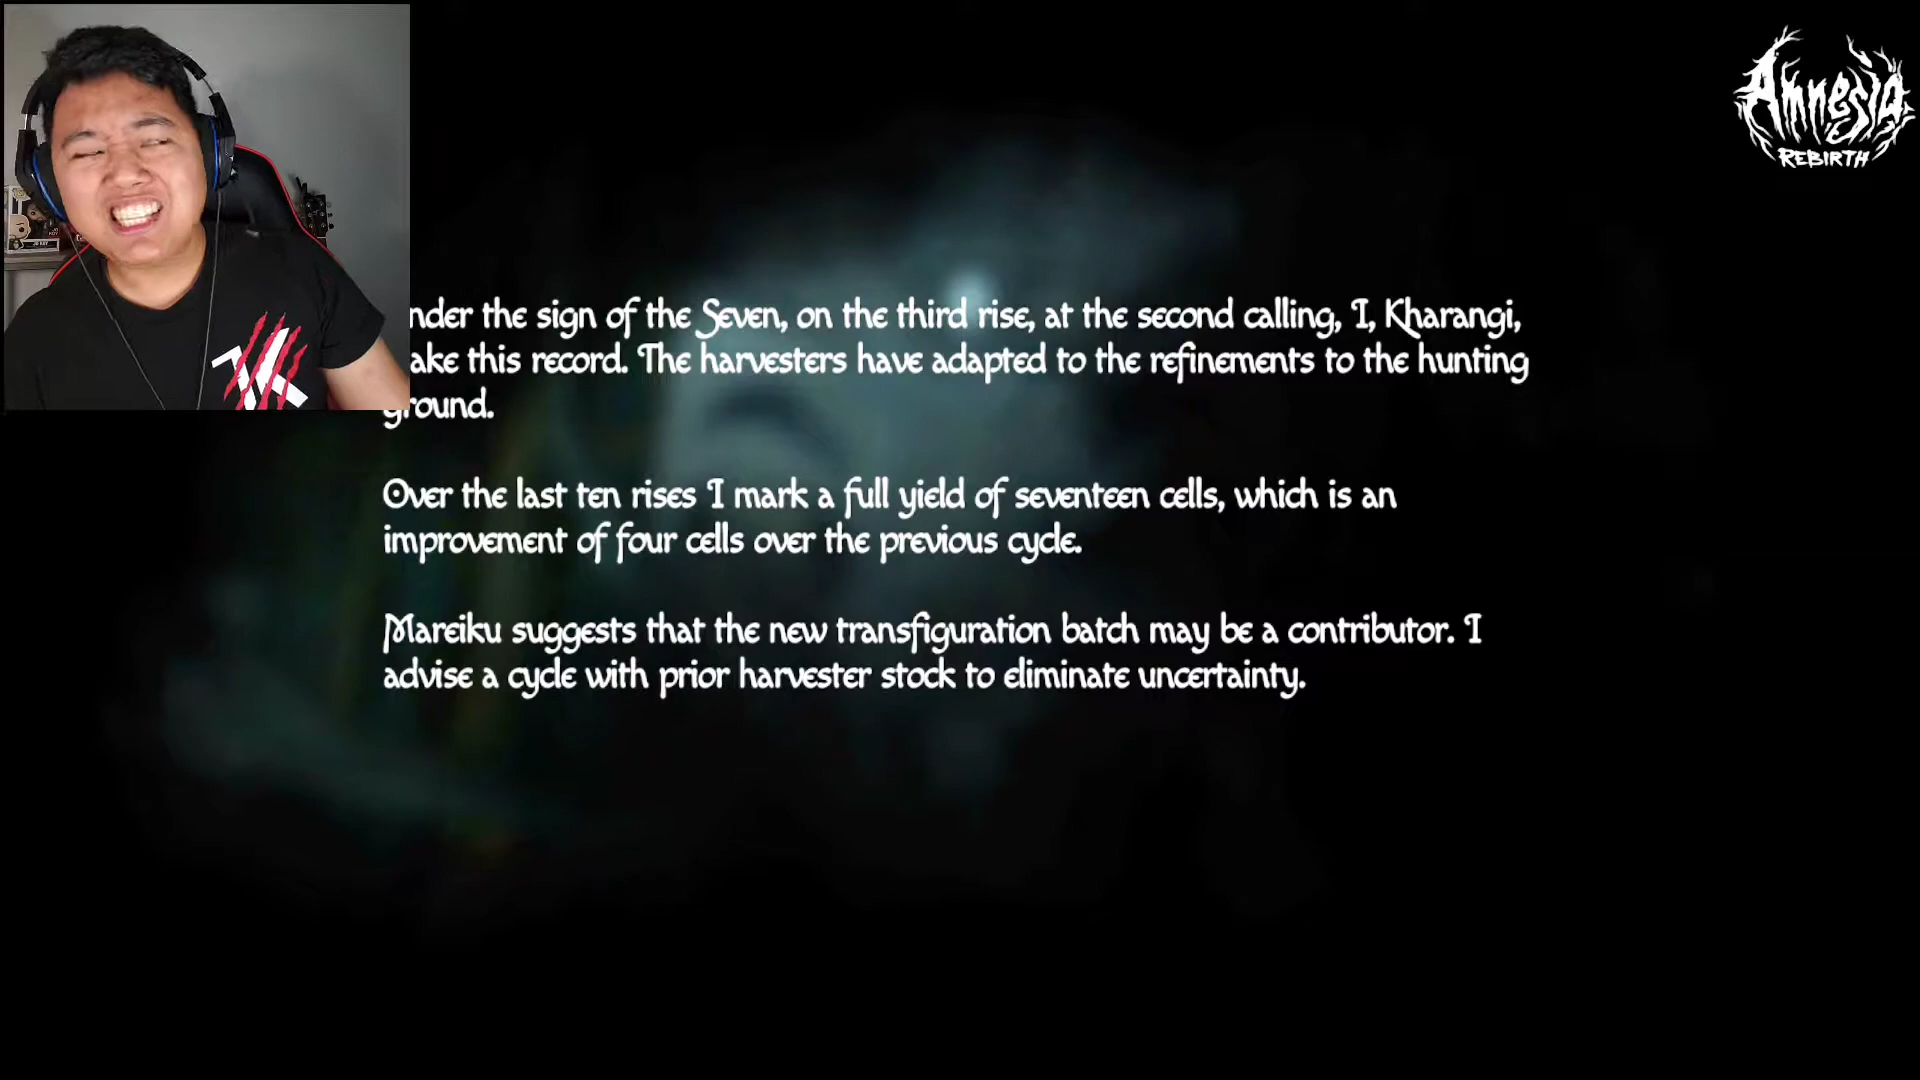 Amnesia
REBIRTH
nder the sign of the Seven, on the third rise, at the second calling, I, Kharangi,
ake this record. The harvesters have adapted to the refinements to the hunting
ground.
Over the last ten rises I mark a full yield of seventeen cells, which is an
improvement of four cells over the previous cycle.
Mareiku suggests that the new transfiguration batch may be a contributor. I
advise a cycle with prior harvester stock to eliminate uncertainty.